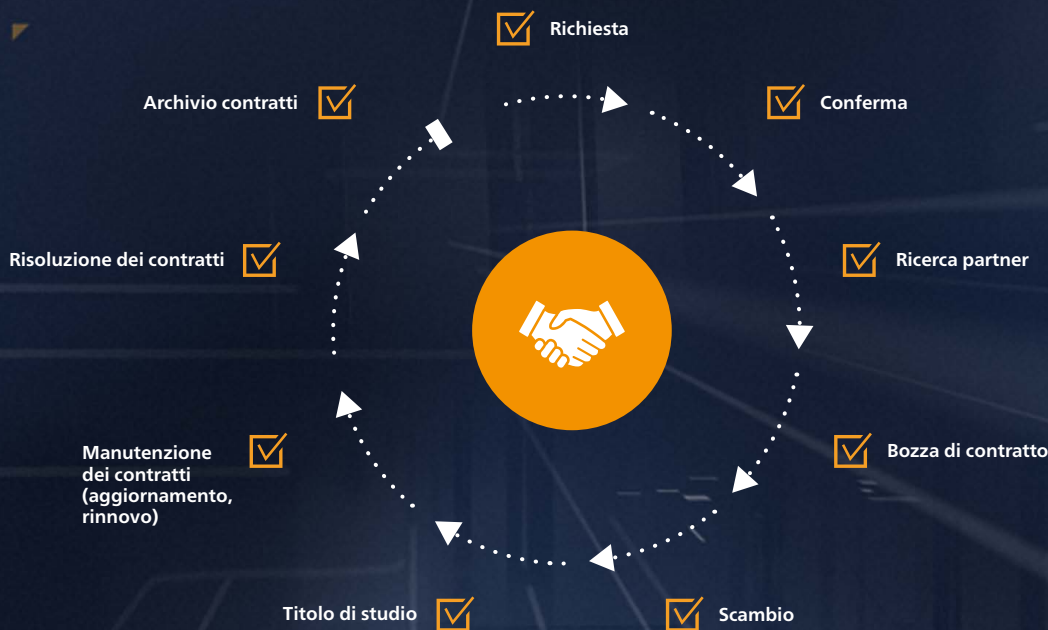 Richiesta
Conferma
Ricerca partner
Bozza di contratto
Scambio
Titolo di studio
Manutenzione
dei contratti
(aggiornamento,
rinnovo)
Risoluzione dei contratti
Archivio contratti